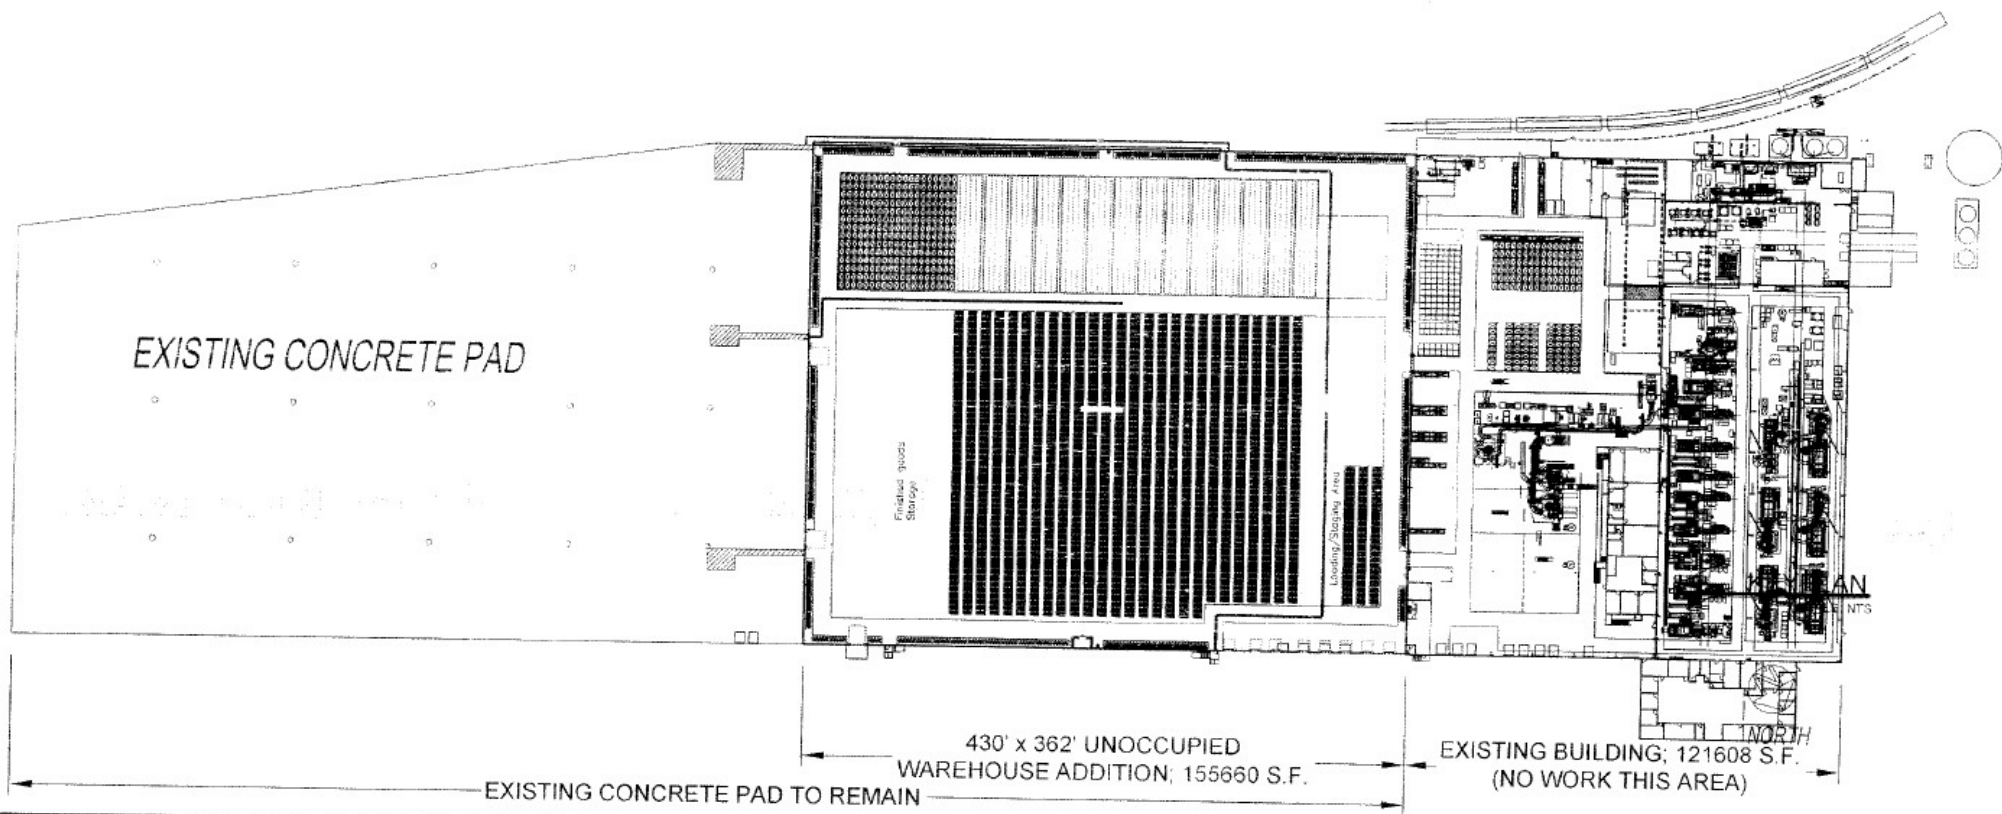 EXISTING CONCRETE PAD
Finished goods
Storage
Loading/Staging Area
NTS
NORTH
430' x 362' UNOCCUPIED
WAREHOUSE ADDITION; 155660 S.F.
EXISTING BUILDING; 121608 S.F.
(NO WORK THIS AREA)
EXISTING CONCRETE PAD TO REMAIN